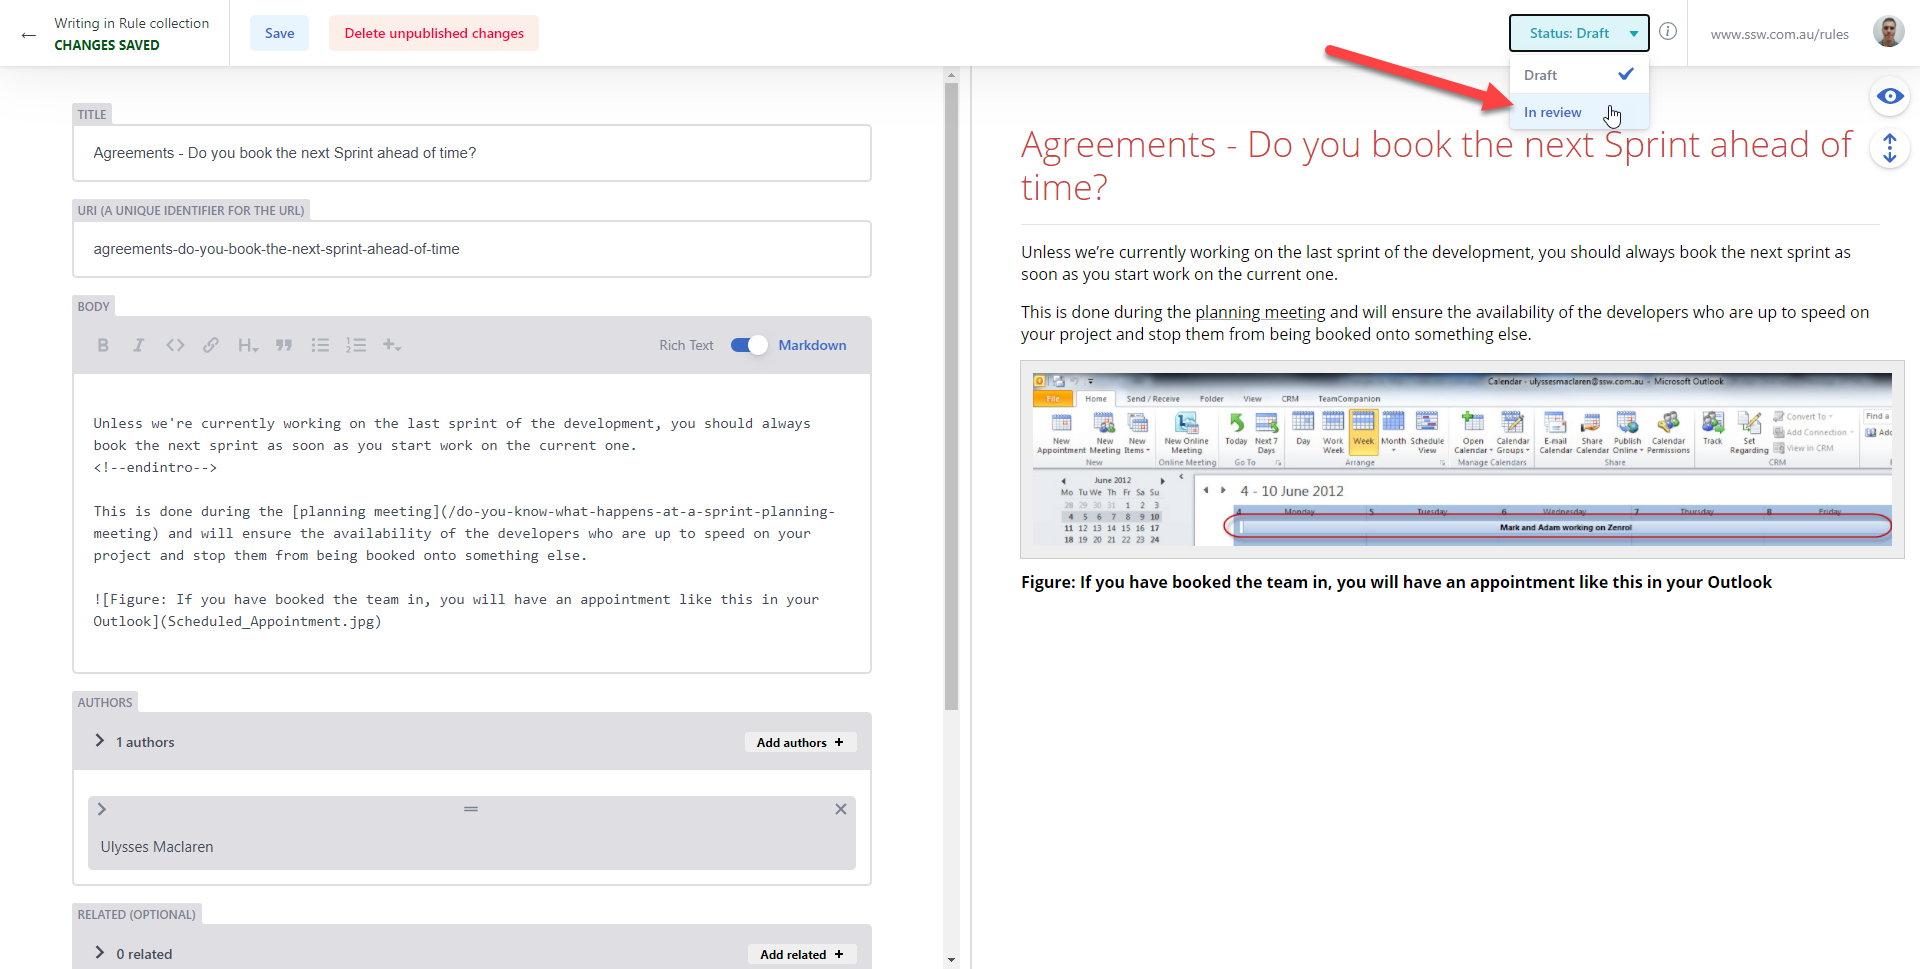 Writing in Rule collection
CHANGES SAVED
Save
Delete unpublished changes
Status: Draft
www.ssw.com.au/rules
Draft
In review
TITLE
Agreements - Do you book the next Sprint ahead of time?
URI (A UNIQUE IDENTIFIER FOR THE URL)
agreements-do-you-book-the-next-sprint-ahead-of-time
BODY
Rich Text
Markdown
Unless we're currently working on the last sprint of the development, you should always
book the next sprint as soon as you start work on the current one.
<!--endintro-->
This is done during the [planning meeting](/do-you-know-what-happens-at-a-sprint-planning-
meeting) and will ensure the availability of the developers who are up to speed on your
project and stop them from being booked onto something else.
![Figure: If you have booked the team in, you will have an appointment like this in your
Outlook](Scheduled_Appointment.jpg)
AUTHORS
1 authors
Add authors +
Ulysses Maclaren
RELATED (OPTIONAL)
0 related
Add related +
Agreements - Do you book the next Sprint ahead of
time?
Unless we’re currently working on the last sprint of the development, you should always book the next sprint as
soon as you start work on the current one.
This is done during the planning meeting and will ensure the availability of the developers who are up to speed on
your project and stop them from being booked onto something else.
Calendar - ulyssesmaclaren@ssw.com.au - Microsoft Outlook
File Home Send / Receive Folder View CRM TeamCompanion
New Appointment
New Meeting
New Items
New
New Online Meeting
Online Meeting
Today
Next 7 Days
Go To
Day
Work Week
Week
Month
Schedule View
Arrange
Open Calendar
Calendar Groups
Manage Calendars
E-mail Calendar
Share Calendar
Publish Online
Calendar Permissions
Share
Track
Set Regarding
Convert To
Add Connection
View in CRM
CRM
Find a
June 2012
Mo Tu We Th Fr Sa Su
28 29 30 31 1 2 3
4 5 6 7 8 9 10
11 12 13 14 15 16 17
18 19 20 21 22 23 24
4 - 10 June 2012
4 Monday 5 Tuesday 6 Wednesday 7 Thursday 8 Friday
Mark and Adam working on Zenrol
Figure: If you have booked the team in, you will have an appointment like this in your Outlook